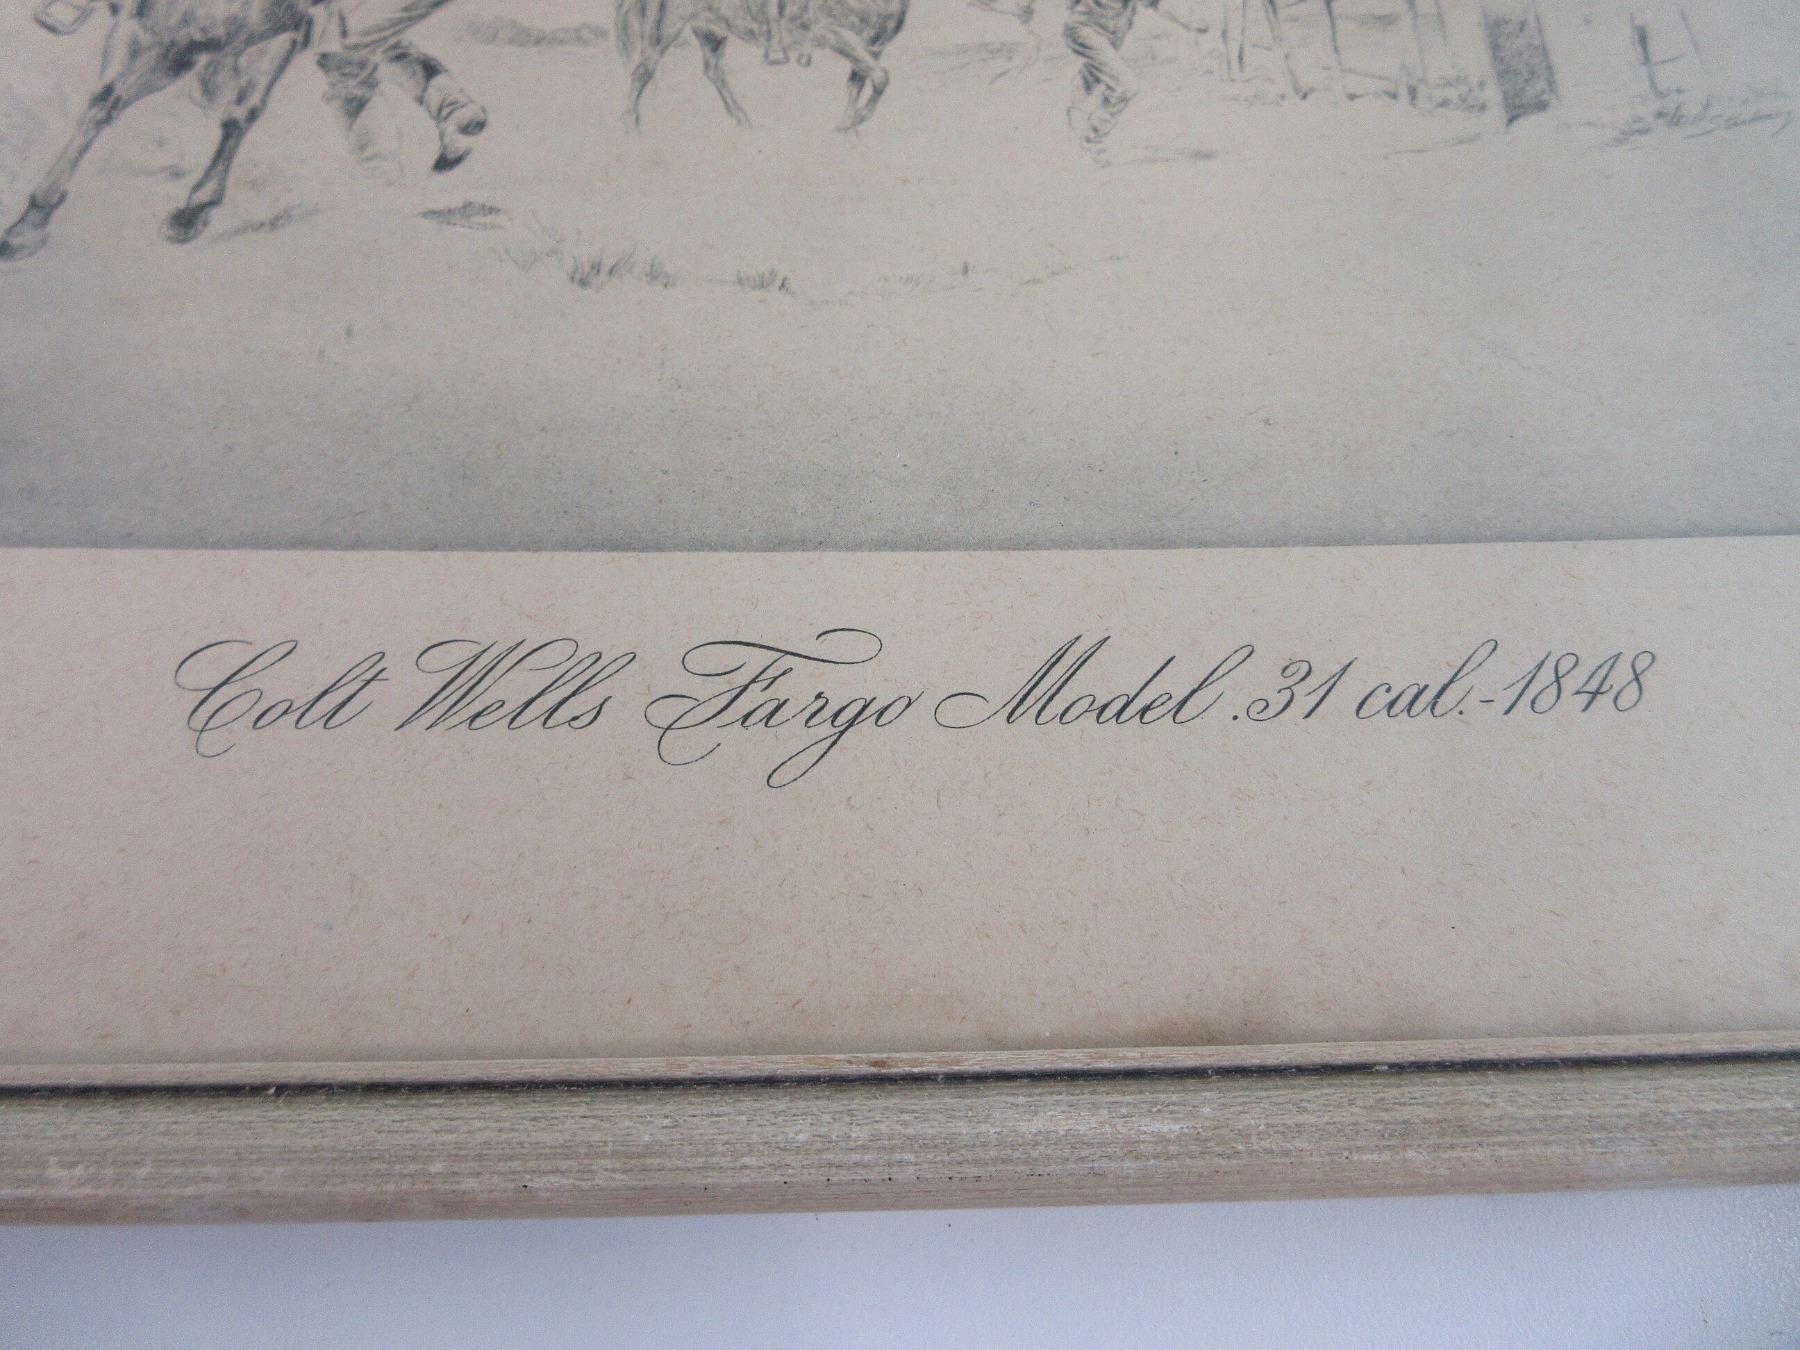 Colt Wells Fargo Model .31 cal.-1848